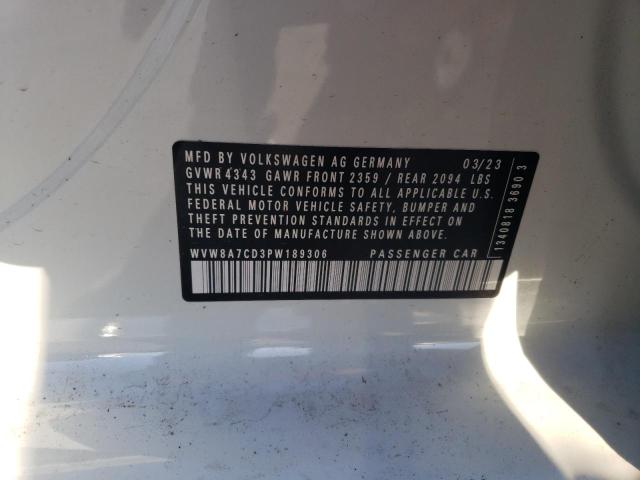 MFD BY VOLKSWAGEN AG GERMANY 03/23
GVWR 4343 GAWR FRONT 2359 / REAR 2094 LBS
THIS VEHICLE CONFORMS TO ALL APPLICABLE U.S.
FEDERAL MOTOR VEHICLE SAFETY, BUMPER AND
THEFT PREVENTION STANDARDS IN EFFECT ON
THE DATE OF MANUFACTURE SHOWN ABOVE.
WVW8A7CD3PW189306 PASSENGER CAR
1340818 3690 3